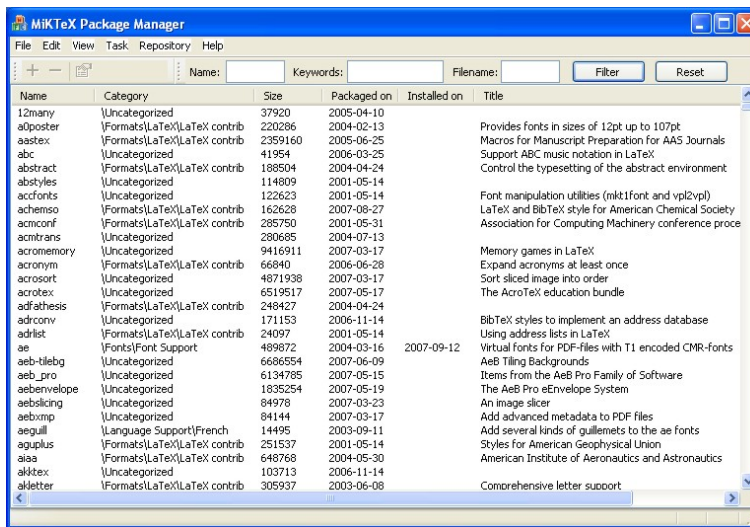 MiKTeX Package Manager
File Edit View Task Repository Help
Name: Keywords: Filename: Filter Reset
Name Category Size Packaged on Installed on Title
12many \Uncategorized 37920 2005-04-10
a0poster \Formats\LaTeX\LaTeX contrib 220286 2004-02-13 Provides fonts in sizes of 12pt up to 107pt
aastex \Formats\LaTeX\LaTeX contrib 2359160 2005-06-25 Macros for Manuscript Preparation for AAS Journals
abc \Uncategorized 41954 2006-03-25 Support ABC music notation in LaTeX
abstract \Formats\LaTeX\LaTeX contrib 188504 2004-04-24 Control the typesetting of the abstract environment
abstyles \Uncategorized 114809 2001-05-14
accfonts \Uncategorized 122623 2001-05-14 Font manipulation utilities (mkt1font and vpl2vpl)
achemso \Formats\LaTeX\LaTeX contrib 162628 2007-08-27 LaTeX and BibTeX style for American Chemical Society
acmconf \Formats\LaTeX\LaTeX contrib 285750 2001-05-31 Association for Computing Machinery conference proce
acmtrans \Uncategorized 280685 2004-07-13
acromemory \Uncategorized 9416911 2007-03-17 Memory games in LaTeX
acronym \Formats\LaTeX\LaTeX contrib 66840 2006-06-28 Expand acronyms at least once
acrosort \Uncategorized 4871938 2007-03-17 Sort sliced image into order
acrotex \Uncategorized 6519517 2007-05-17 The AcroTeX education bundle
adfathesis \Formats\LaTeX\LaTeX contrib 248427 2004-04-24
adrconv \Uncategorized 171153 2006-11-14 BibTeX styles to implement an address database
adrlist \Formats\LaTeX\LaTeX contrib 24097 2001-05-14 Using address lists in LaTeX
ae \Fonts\Font Support 489872 2004-03-16 2007-09-12 Virtual fonts for PDF-files with T1 encoded CMR-fonts
aeb-tilebg \Uncategorized 6686554 2007-06-09 AeB Tiling Backgrounds
aeb_pro \Uncategorized 6134785 2007-05-15 Items from the AeB Pro Family of Software
aebenvelope \Uncategorized 1835254 2007-05-19 The AeB Pro eEnvelope System
aebslicing \Uncategorized 84978 2007-03-23 An image slicer
aebxmp \Uncategorized 84144 2007-03-17 Add advanced metadata to PDF files
aeguill \Language Support\French 14495 2003-09-11 Add several kinds of guillemets to the ae fonts
aguplus \Formats\LaTeX\LaTeX contrib 251537 2001-05-14 Styles for American Geophysical Union
aiaa \Formats\LaTeX\LaTeX contrib 648768 2004-05-30 American Institute of Aeronautics and Astronautics
akktex \Uncategorized 103713 2006-11-14
akletter \Formats\LaTeX\LaTeX contrib 305937 2003-06-08 Comprehensive letter support